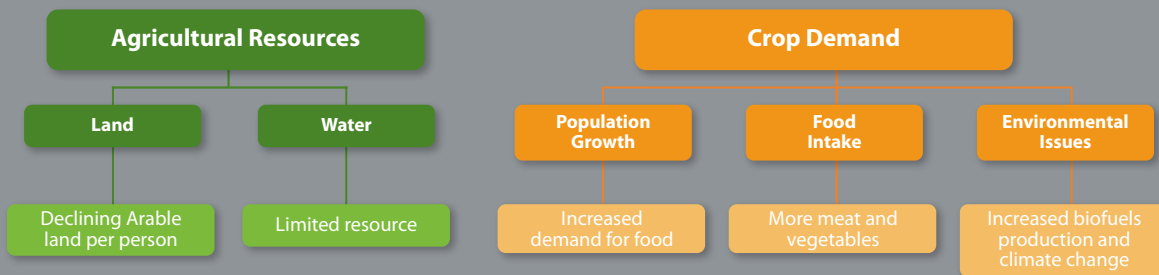 Agricultural Resources
Land
Water
Declining Arable
land per person
Limited resource
Crop Demand
Population
Growth
Food
Intake
Environmental
Issues
Increased
demand for food
More meat and
vegetables
Increased biofuels
production and
climate change